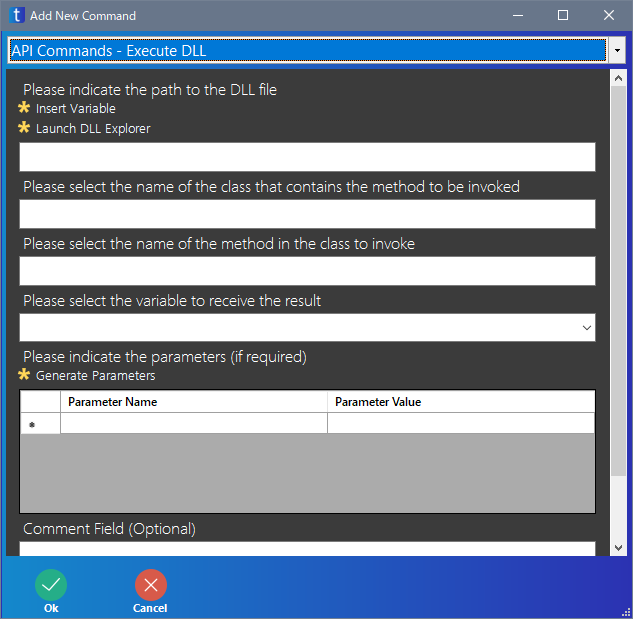 t Add New Command
API Commands - Execute DLL
Please indicate the path to the DLL file
Insert Variable
Launch DLL Explorer
Please select the name of the class that contains the method to be invoked
Please select the name of the method in the class to invoke
Please select the variable to receive the result
Please indicate the parameters (if required)
Generate Parameters
Parameter Name Parameter Value
Comment Field (Optional)
Ok Cancel